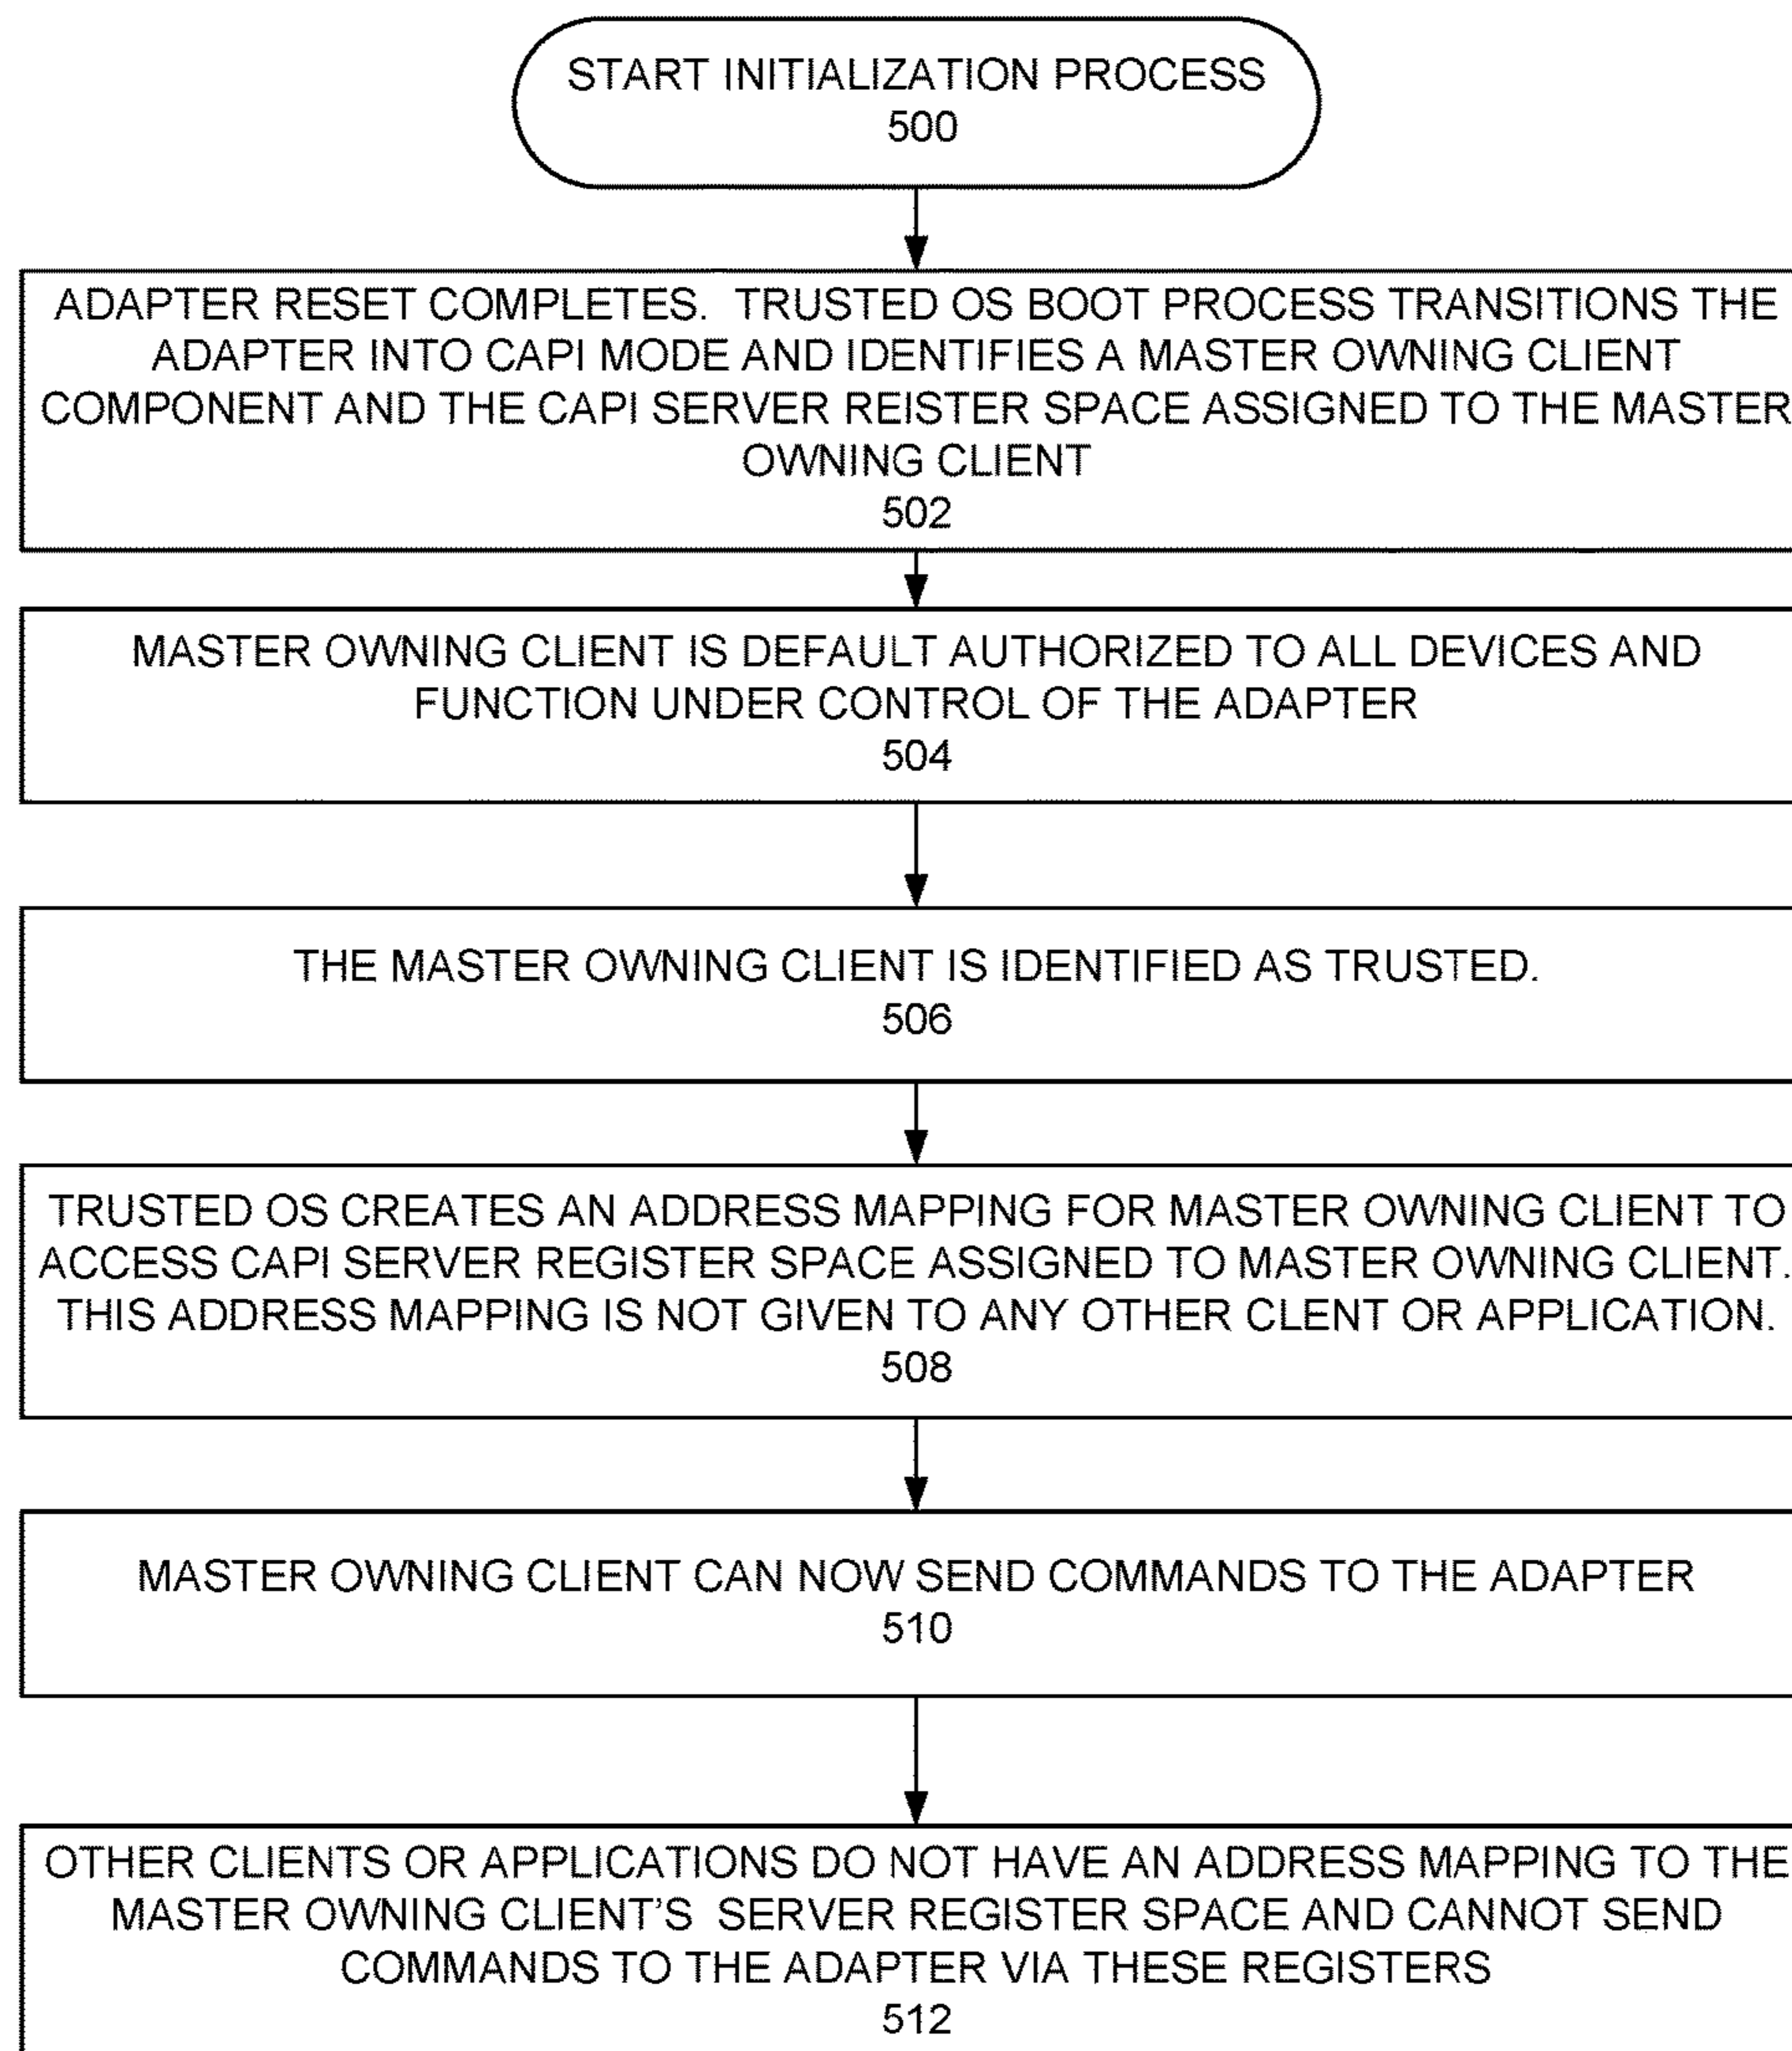 START INITIALIZATION PROCESS
500
ADAPTER RESET COMPLETES. TRUSTED OS BOOT PROCESS TRANSITIONS THE
ADAPTER INTO CAPI MODE AND IDENTIFIES A MASTER OWNING CLIENT
COMPONENT AND THE CAPI SERVER REISTER SPACE ASSIGNED TO THE MASTER
OWNING CLIENT
502
MASTER OWNING CLIENT IS DEFAULT AUTHORIZED TO ALL DEVICES AND
FUNCTION UNDER CONTROL OF THE ADAPTER
504
THE MASTER OWNING CLIENT IS IDENTIFIED AS TRUSTED.
506
TRUSTED OS CREATES AN ADDRESS MAPPING FOR MASTER OWNING CLIENT TO
ACCESS CAPI SERVER REGISTER SPACE ASSIGNED TO MASTER OWNING CLIENT.
THIS ADDRESS MAPPING IS NOT GIVEN TO ANY OTHER CLENT OR APPLICATION.
508
MASTER OWNING CLIENT CAN NOW SEND COMMANDS TO THE ADAPTER
510
OTHER CLIENTS OR APPLICATIONS DO NOT HAVE AN ADDRESS MAPPING TO THE
MASTER OWNING CLIENT'S SERVER REGISTER SPACE AND CANNOT SEND
COMMANDS TO THE ADAPTER VIA THESE REGISTERS
512